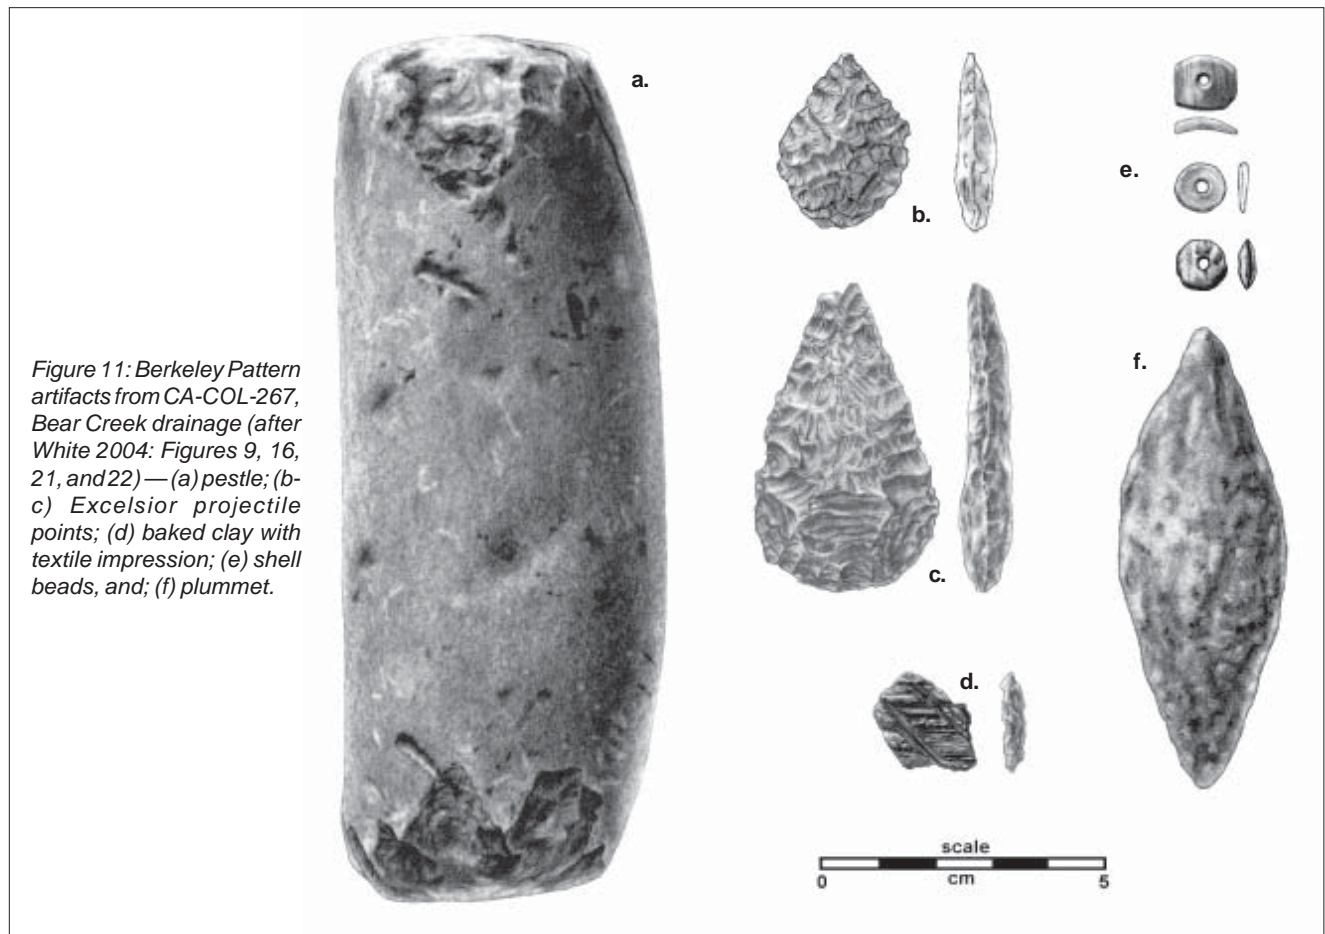 Figure 11: Berkeley Pattern
artifacts from CA-COL-267,
Bear Creek drainage (after
White 2004: Figures 9, 16,
21, and 22) — (a) pestle; (b-
c) Excelsior projectile
points; (d) baked clay with
textile impression; (e) shell
beads, and; (f) plummet.
a.
b.
c.
d.
e.
f.
scale
cm
0 5